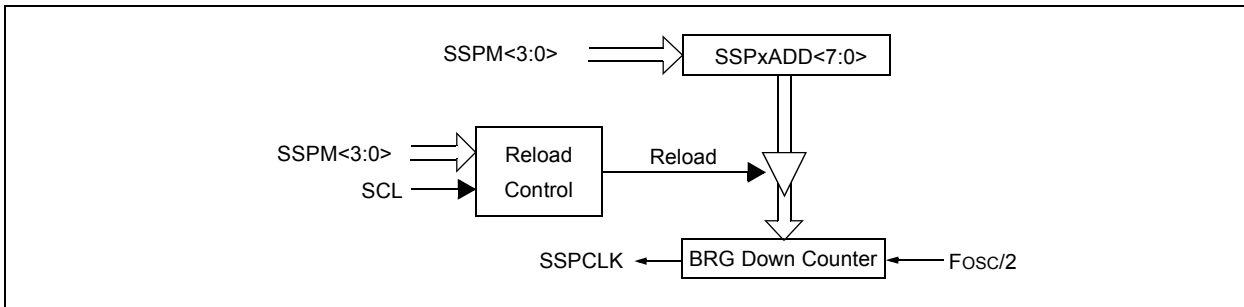 SSPM<3:0>
SSPxADD<7:0>
SSPM<3:0>
SCL
Reload
Control
Reload
SSPCLK
BRG Down Counter
FOSC/2